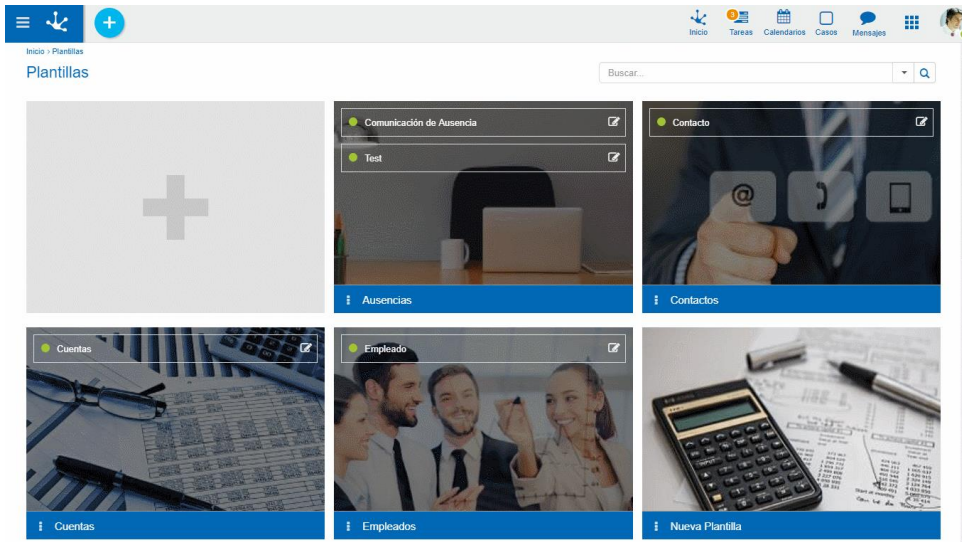 3
Inicio
Tareas
Calendarios
Casos
Mensajes
Inicio › Plantillas
Plantillas
Buscar...
Comunicación de Ausencia
Test
Ausencias
Contacto
@
Contactos
Cuentas
Cuentas
Empleado
Empleados
Nueva Plantilla